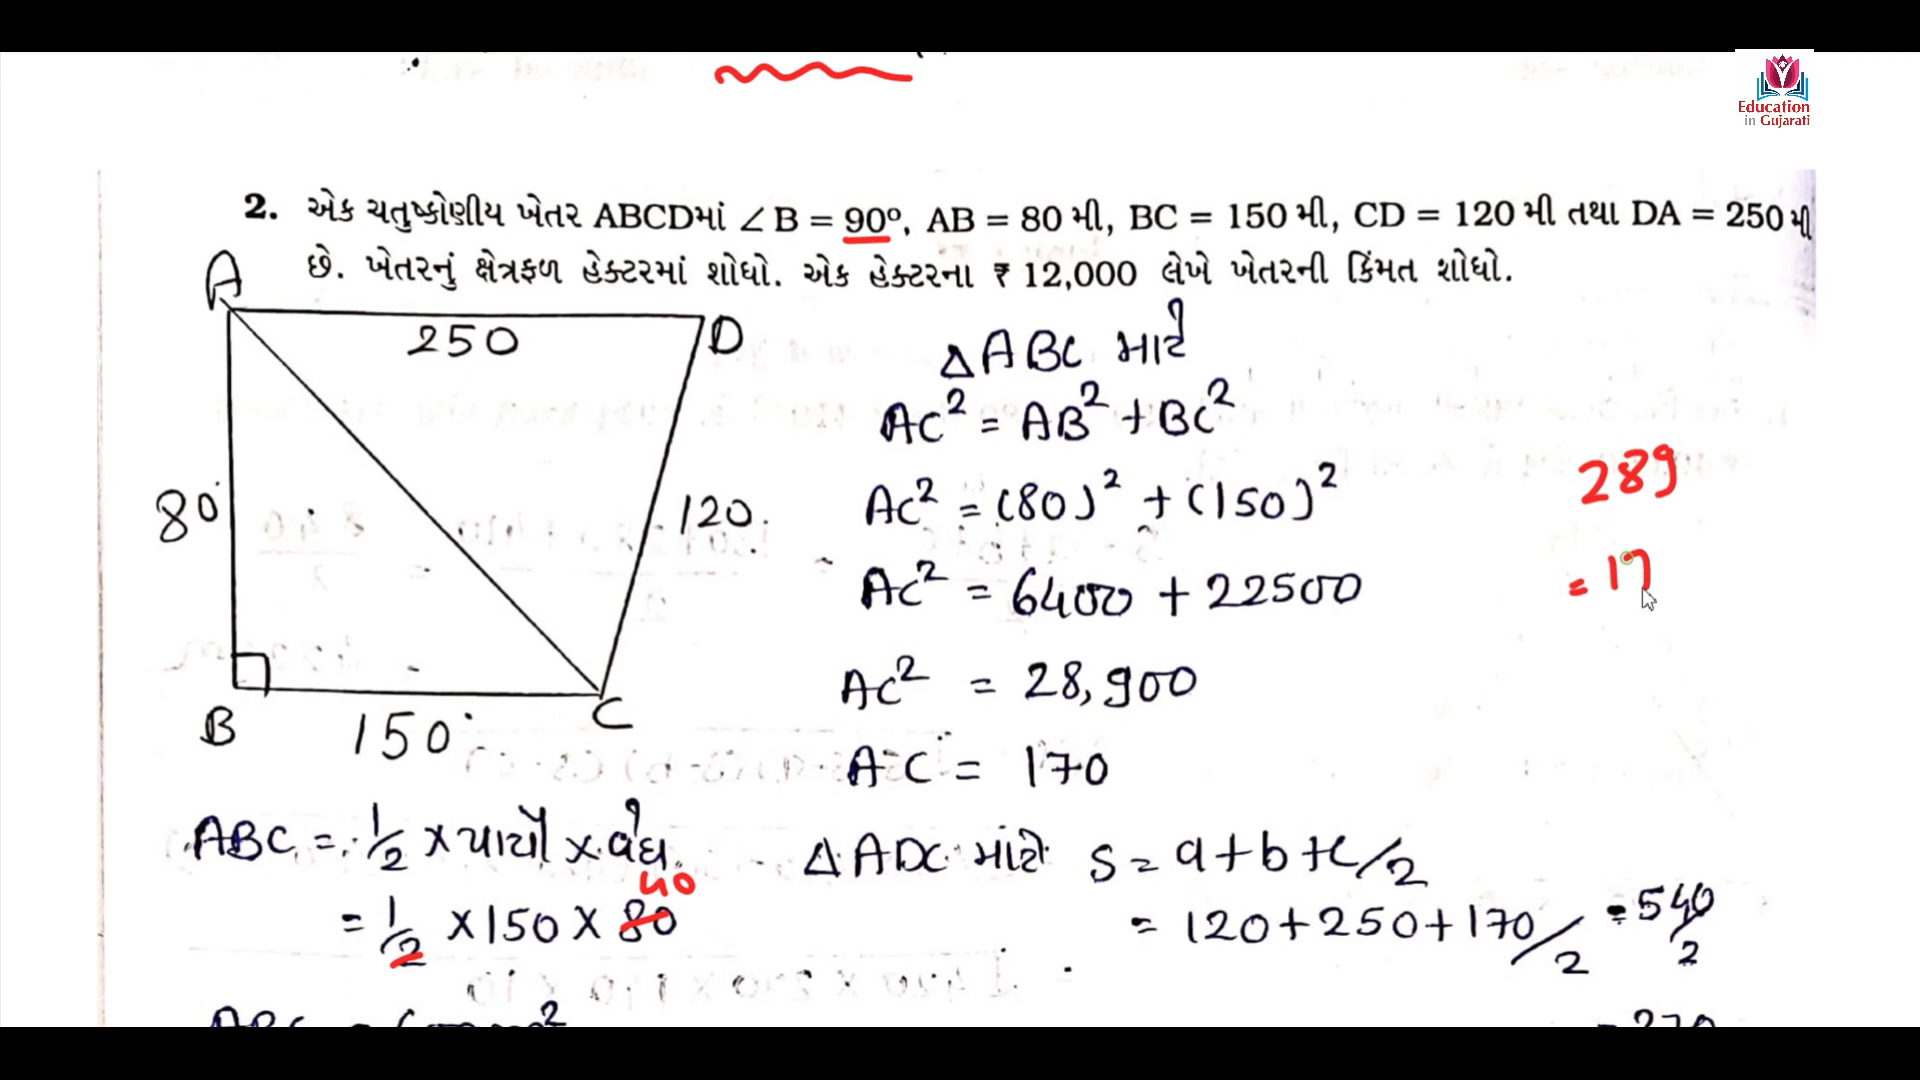 Education
in Gujarati
2. એક ચતુષ્કોણીય ખેતર ABCDમાં ∠B = 90°, AB = 80 મી, BC = 150 મી, CD = 120 મી તથા DA = 250 મી
છે. ખેતરનું ક્ષેત્રફળ હેક્ટરમાં શોધો. એક હેક્ટરના ₹ 12,000 લેખે ખેતરની કિંમત શોધો.
A
250
D
80
120
B
150
C
△ABC માટે
AC² = AB² + BC²
AC² = (80)² + (150)²
AC² = 6400 + 22500
AC² = 28,900
AC = 170
289
= 17
ABC = 1/2 × પાયો × વેધ
40
= 1/2 × 150 × 80
△ADC માટે S = a+b+c/2
= 120+250+170/2 = 540/2